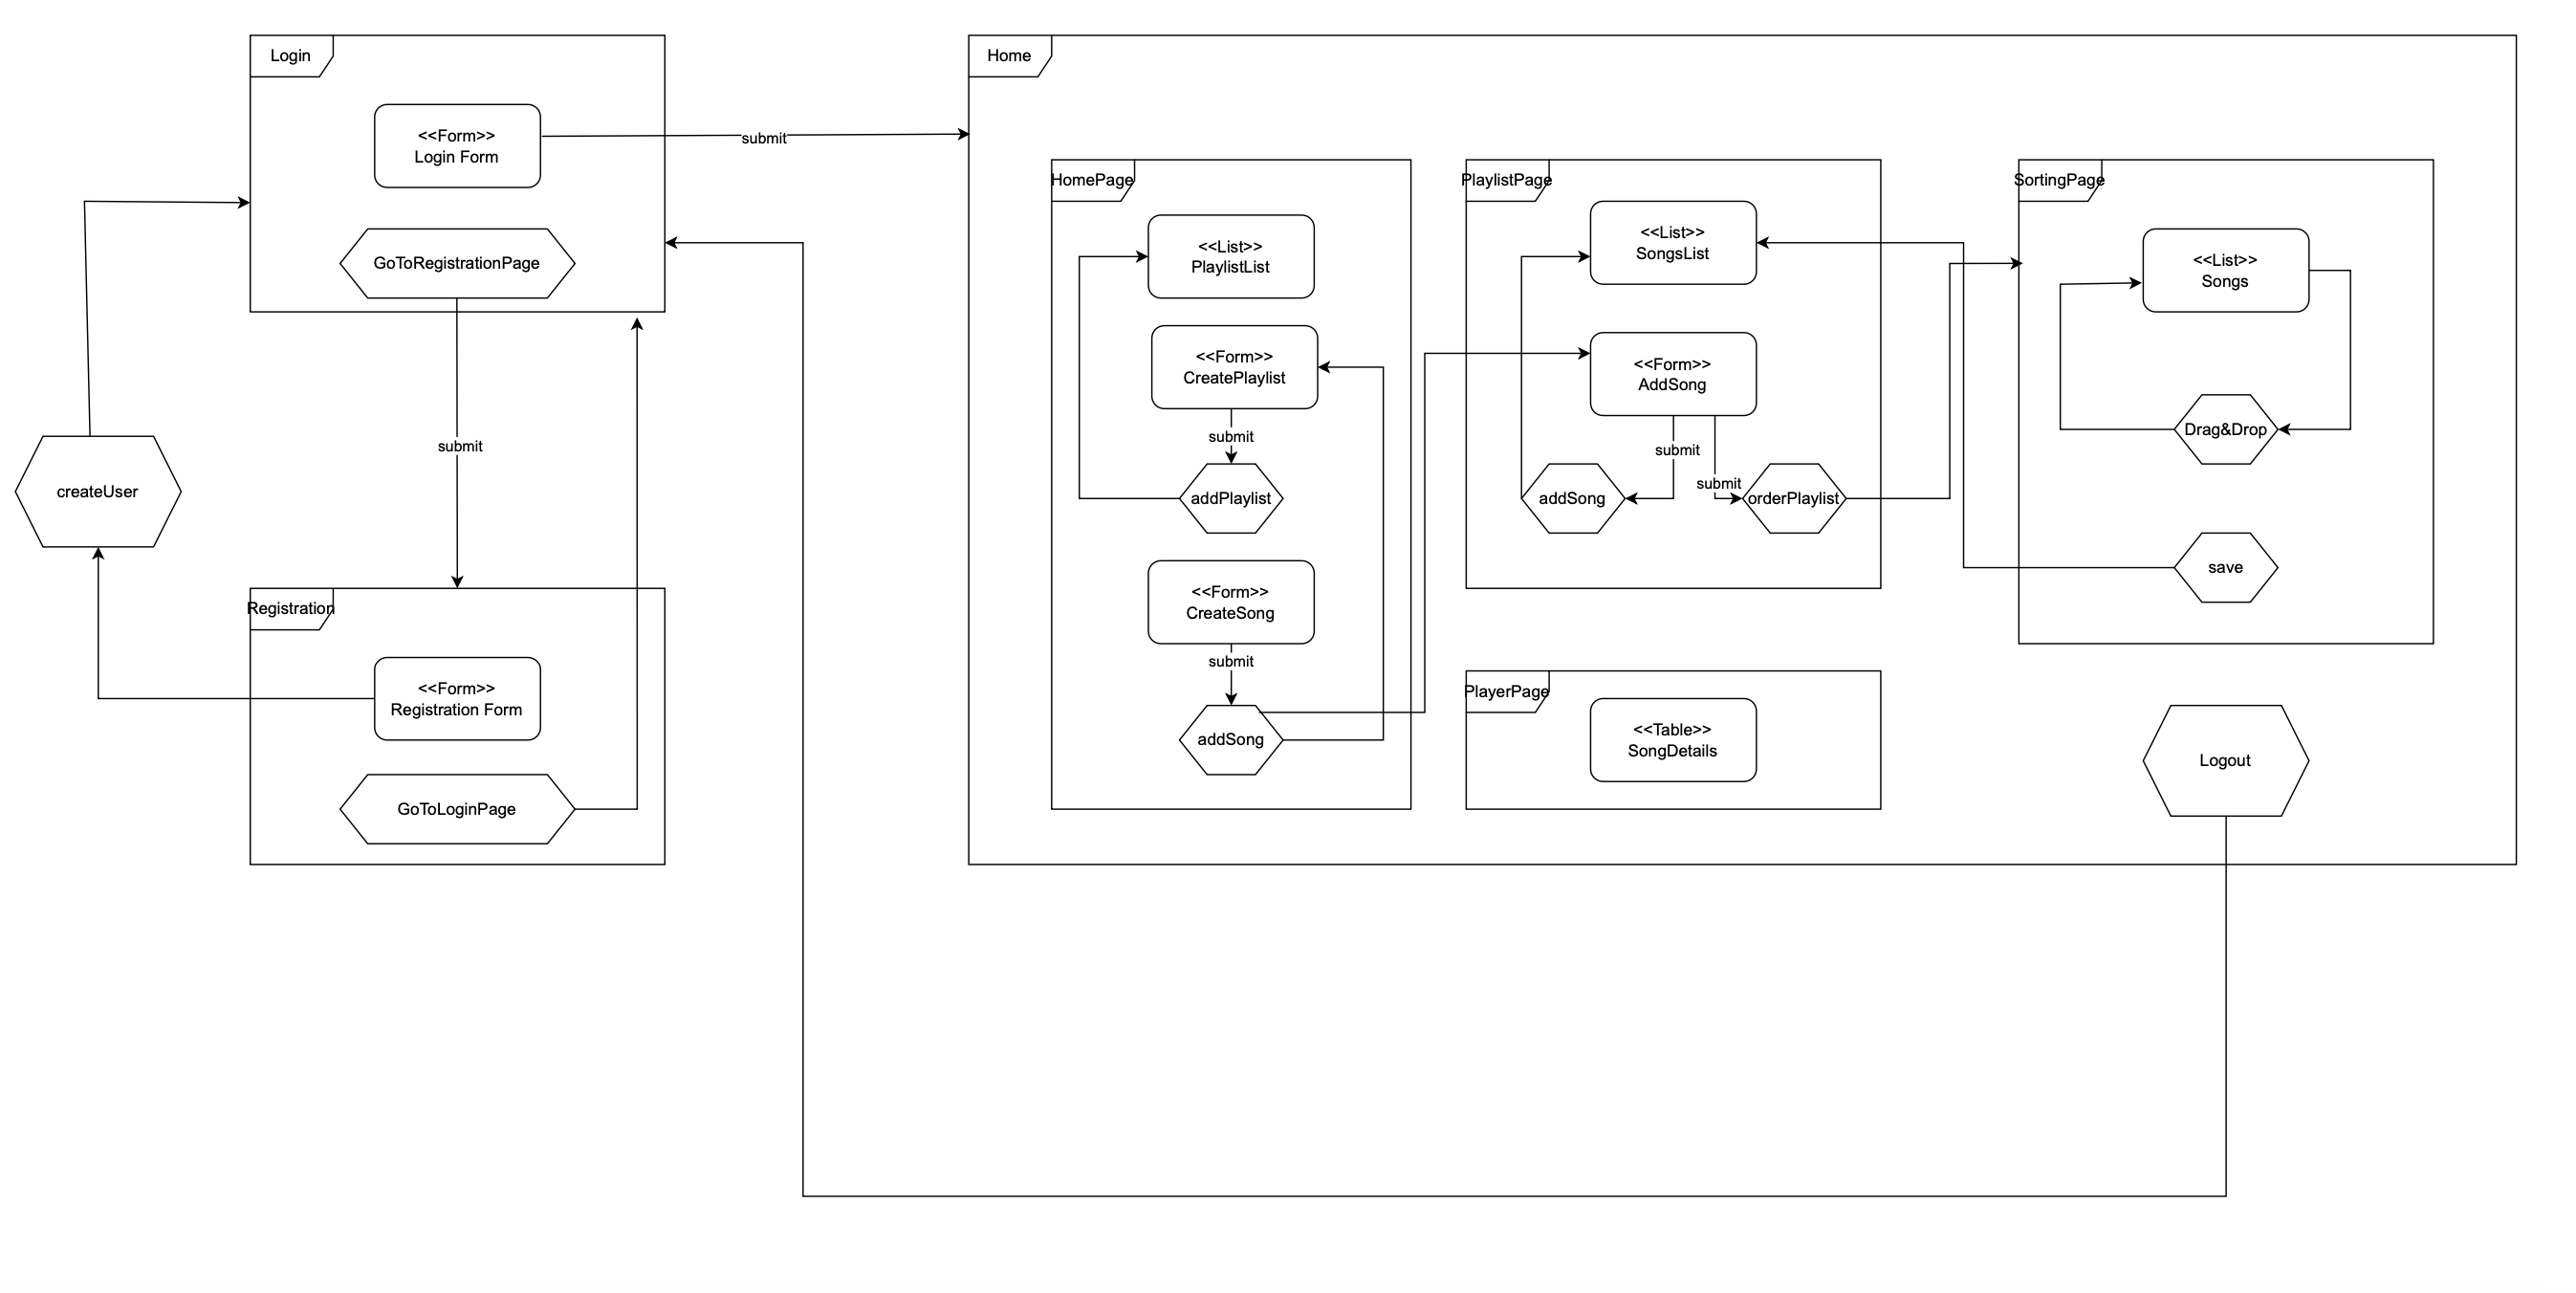 Login
<<Form>>
Login Form
GoToRegistrationPage
submit
createUser
submit
Registration
<<Form>>
Registration Form
GoToLoginPage
Home
HomePage
<<List>>
PlaylistList
<<Form>>
CreatePlaylist
submit
addPlaylist
<<Form>>
CreateSong
submit
addSong
PlaylistPage
<<List>>
SongsList
<<Form>>
AddSong
submit
submit
addSong
orderPlaylist
PlayerPage
<<Table>>
SongDetails
SortingPage
<<List>>
Songs
Drag&Drop
save
Logout